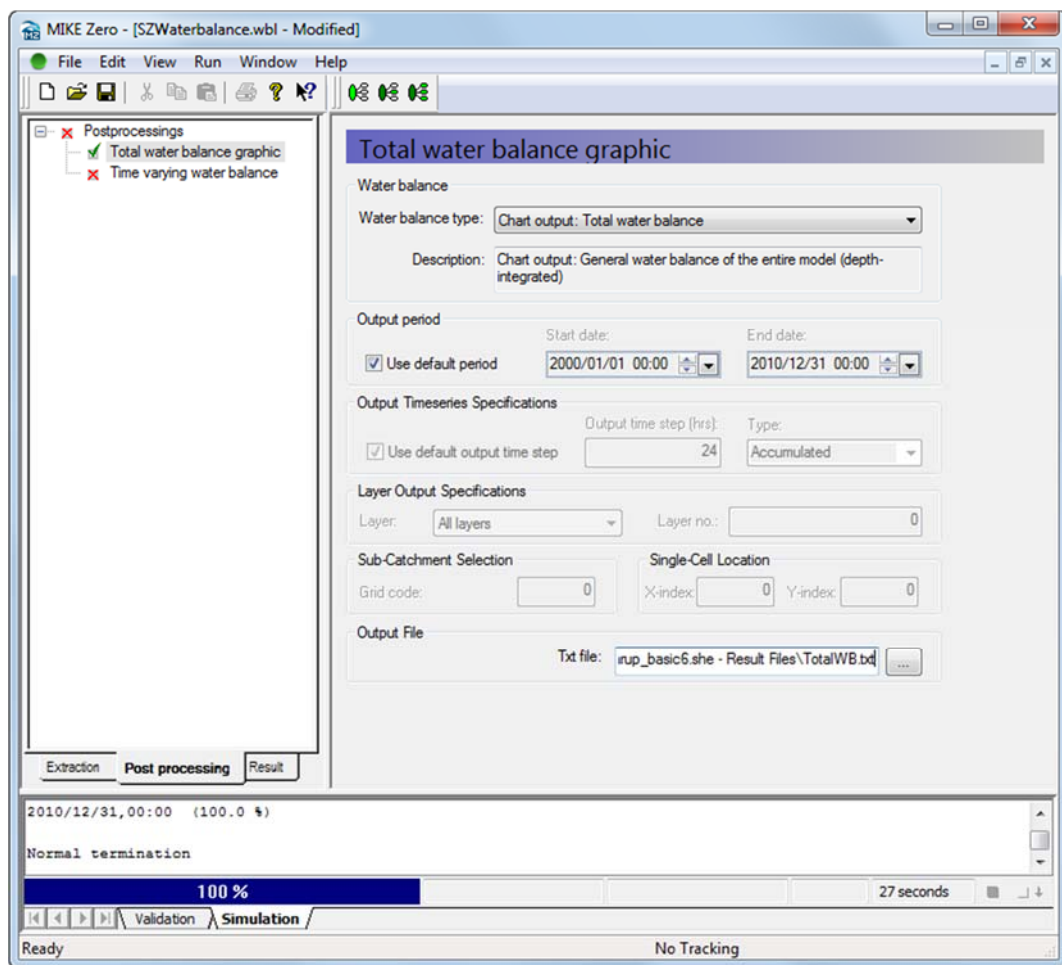 MIKE Zero - [SZWaterbalance.wbl - Modified]
File Edit View Run Window Help
Postprocessings
Total water balance graphic
Time varying water balance
Total water balance graphic
Water balance
Water balance type: Chart output: Total water balance
Description: Chart output: General water balance of the entire model (depth-
integrated)
Output period
Start date: End date:
Use default period 2000/01/01 00:00 2010/12/31 00:00
Output Timeseries Specifications
Output time step (hrs): Type:
Use default output time step 24 Accumulated
Layer Output Specifications
Layer: All layers Layer no.: 0
Sub-Catchment Selection Single-Cell Location
Grid code: 0 X-index: 0 Y-index: 0
Output File
Txt file: rup_basic6.she - Result Files\TotalWB.txt ...
Extraction Post processing Result
2010/12/31,00:00 (100.0 %)
Normal termination
100 % 27 seconds
Validation Simulation
Ready No Tracking